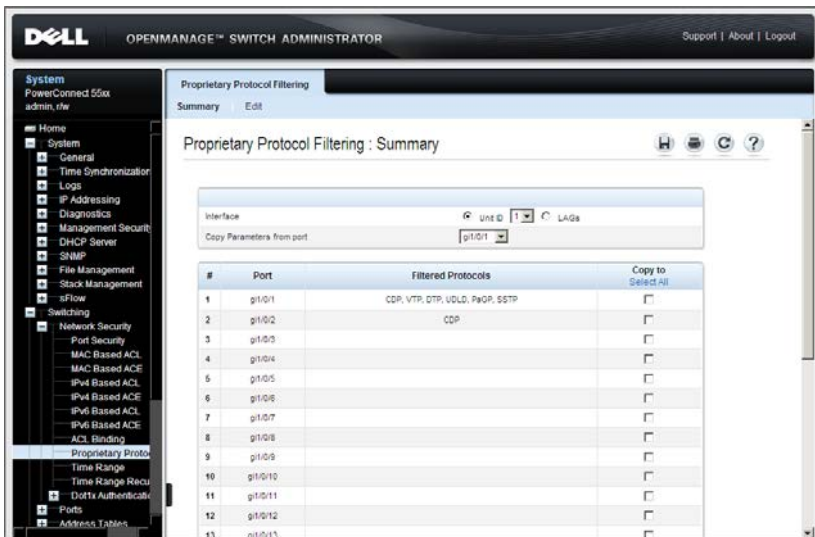 DELL
OPENMANAGE™ SWITCH ADMINISTRATOR
Support | About | Logout
System
PowerConnect 55xx
admin, r/w
Home
System
General
Time Synchronization
Logs
IP Addressing
Diagnostics
Management Securit
DHCP Server
SNMP
File Management
Stack Management
sFlow
Switching
Network Security
Port Security
MAC Based ACL
MAC Based ACE
IPv4 Based ACL
IPv4 Based ACE
IPv6 Based ACL
IPv6 Based ACE
ACL Binding
Proprietary Proto
Time Range
Time Range Recu
Dot1x Authenticatio
Ports
Address Tables
Proprietary Protocol Filtering
Summary Edit
Proprietary Protocol Filtering : Summary
Interface Unit ID 1 LAGs
Copy Parameters from port gi1/0/1
# Port Filtered Protocols Copy to
Select All
1 gi1/0/1 CDP, VTP, DTP, UDLD, PaGP, SSTP
2 gi1/0/2 CDP
3 gi1/0/3
4 gi1/0/4
5 gi1/0/5
6 gi1/0/6
7 gi1/0/7
8 gi1/0/8
9 gi1/0/9
10 gi1/0/10
11 gi1/0/11
12 gi1/0/12
13 gi1/0/13